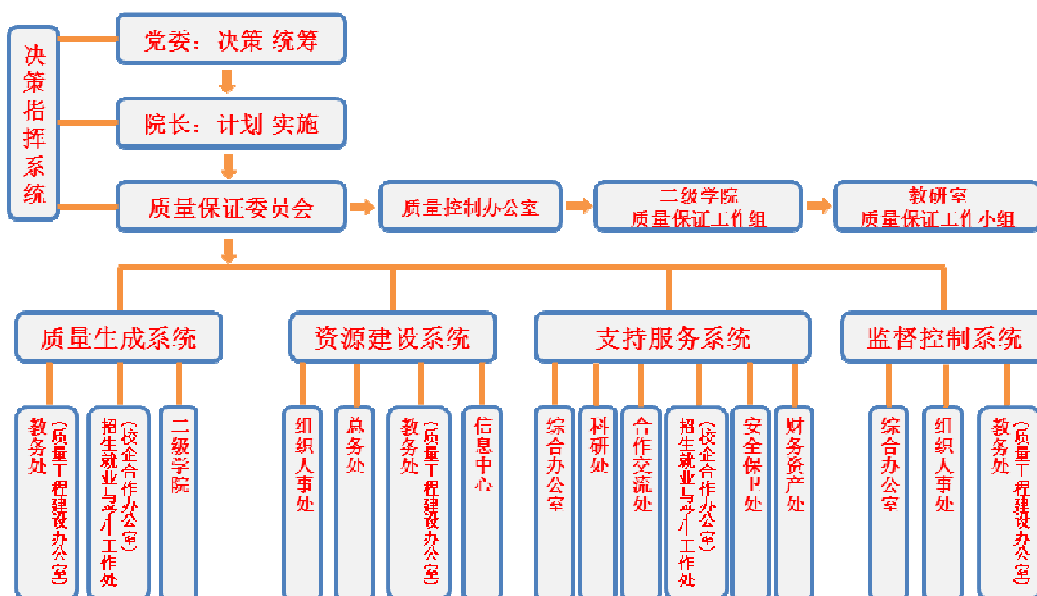 决策指挥系统
党委：决策 统筹
院长：计划 实施
质量保证委员会
质量控制办公室
二级学院
质量保证工作组
教研室
质量保证工作小组
质量生成系统
资源建设系统
支持服务系统
监督控制系统
教务处
（质量工程建设办公室）
招生就业与学生工作处
（校企合作办公室）
二级学院
组织人事处
总务处
教务处
（质量工程建设办公室）
信息中心
综合办公室
科研处
合作交流处
招生就业与学生工作处
（校企合作办公室）
安全保卫处
财务资产处
综合办公室
组织人事处
教务处
（质量工程建设办公室）